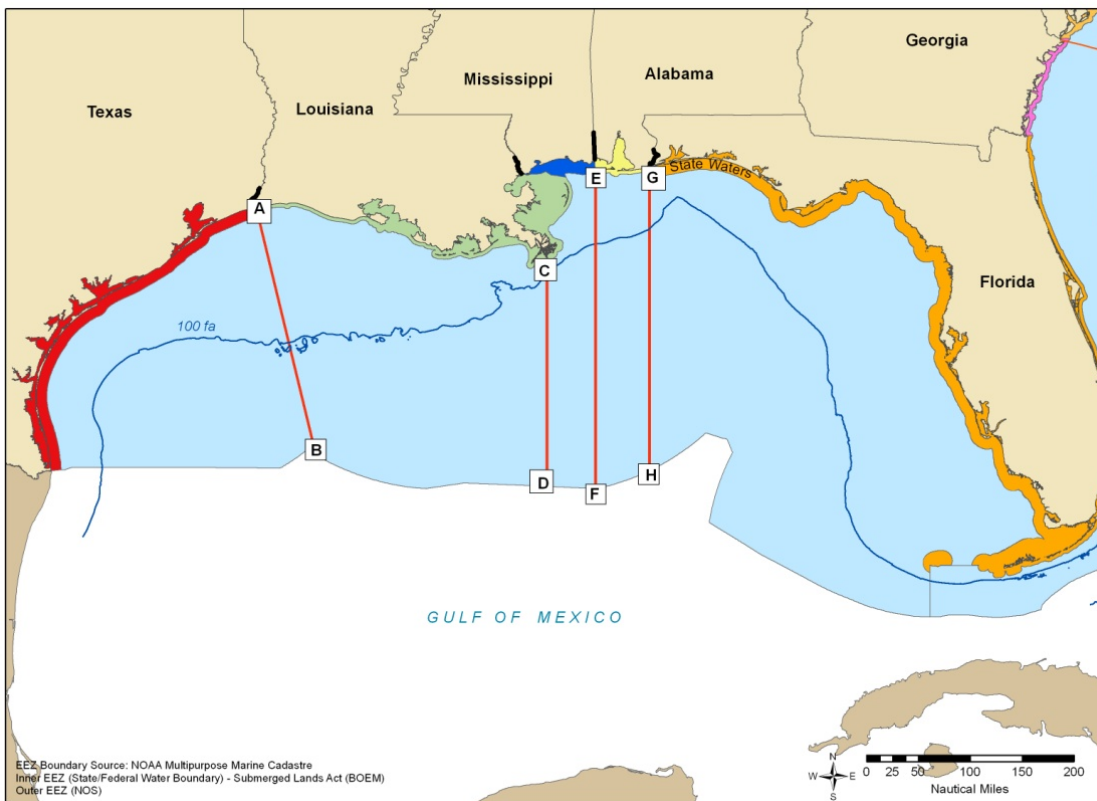 Georgia
Alabama
Mississippi
Texas
Louisiana
State Waters
E
G
A
C
Florida
100 fa
B
D
H
F
GULF OF MEXICO
EEZ Boundary Source: NOAA Multipurpose Marine Cadastre
Inner EEZ (State/Federal Water Boundary) - Submerged Lands Act (BOEM)
Outer EEZ (NOS)
N
W E
S
0 25 50 100 150 200
Nautical Miles